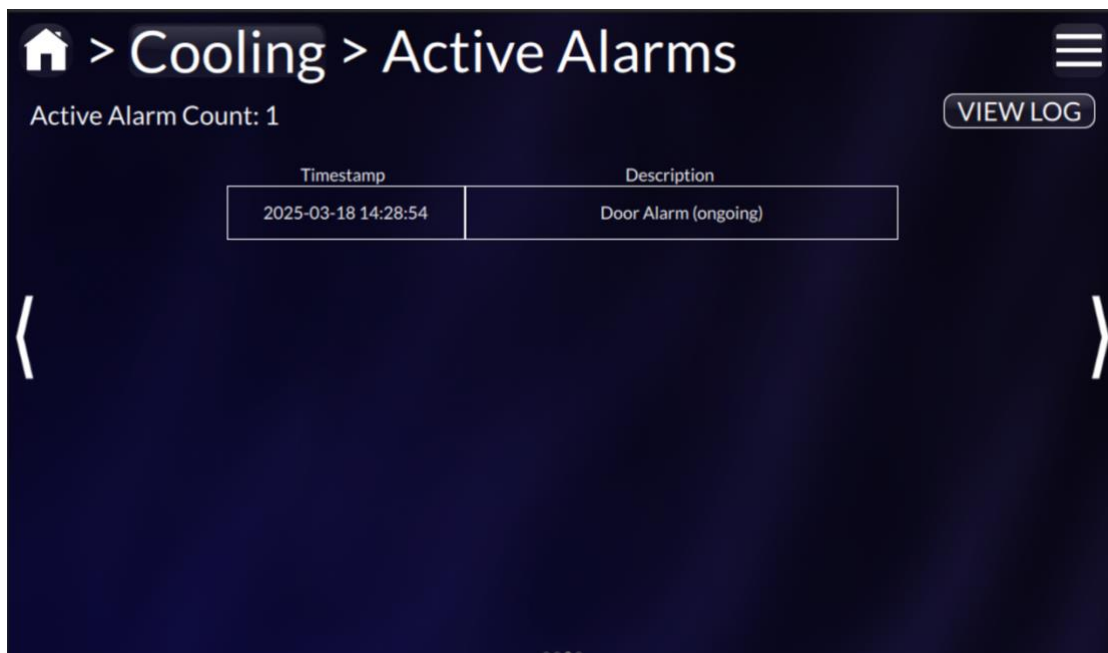 > Cooling > Active Alarms
Active Alarm Count: 1
VIEW LOG
Timestamp Description
2025-03-18 14:28:54 Door Alarm (ongoing)